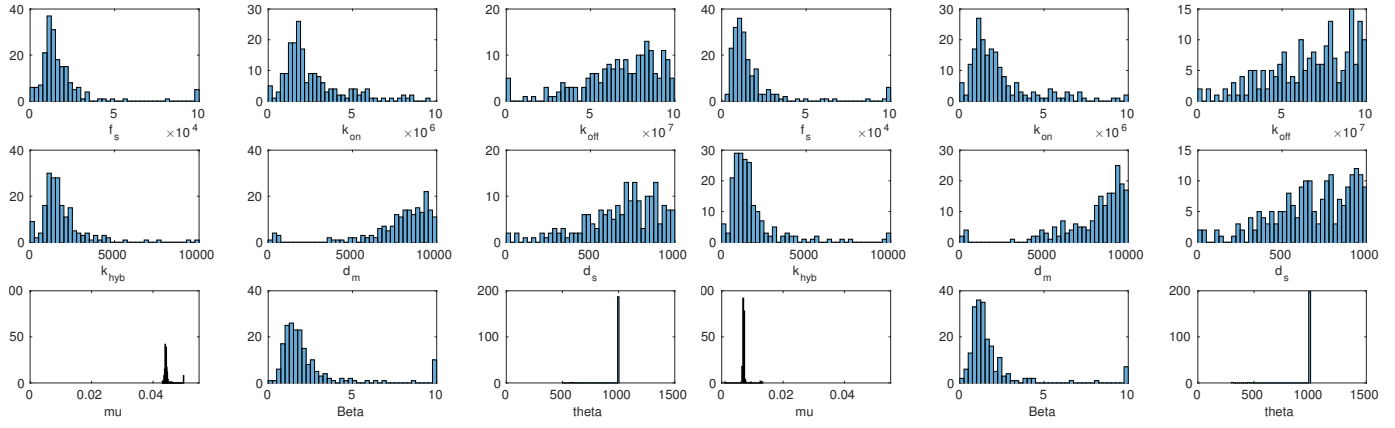 40 30 20 40 30 15
20 20 10 20 20 10
10 10 5
0 0 0 0 0 0
0 5 10 0 5 10 0 5 10 0 5 10 0 5 10 0 5 10
f_s ×10^4 k_on ×10^6 k_off ×10^7 f_s ×10^4 k_on ×10^6 k_off ×10^7
40 40 20 30 30 15
20 20 10 20 20 10
10 10 5
0 0 0 0 0 0
0 5000 10000 0 5000 10000 0 500 1000 0 5000 10000 0 5000 10000 0 500 1000
k_hyb d_m d_s k_hyb d_m d_s
00 40 200 00 40 200
50 20 100 50 20 100
0 0 0 0 0 0
0 0.02 0.04 0 5 10 0 500 1000 1500 0 0.02 0.04 0 5 10 0 500 1000 1500
mu Beta theta mu Beta theta